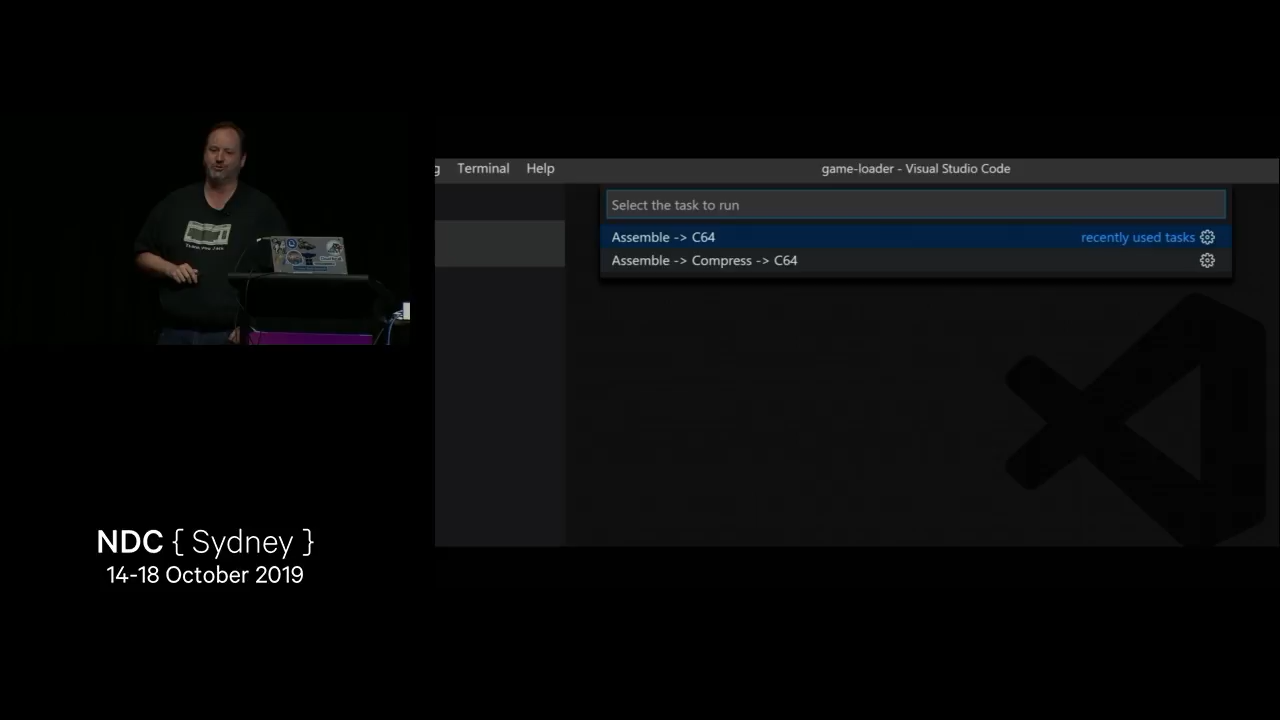 g Terminal Help game-loader - Visual Studio Code
Select the task to run
Assemble -> C64 recently used tasks
Assemble -> Compress -> C64
NDC { Sydney }
14-18 October 2019